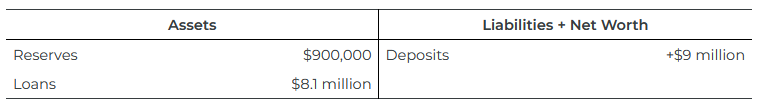 Assets Liabilities + Net Worth
Reserves $900,000 Deposits +$9 million
Loans $8.1 million